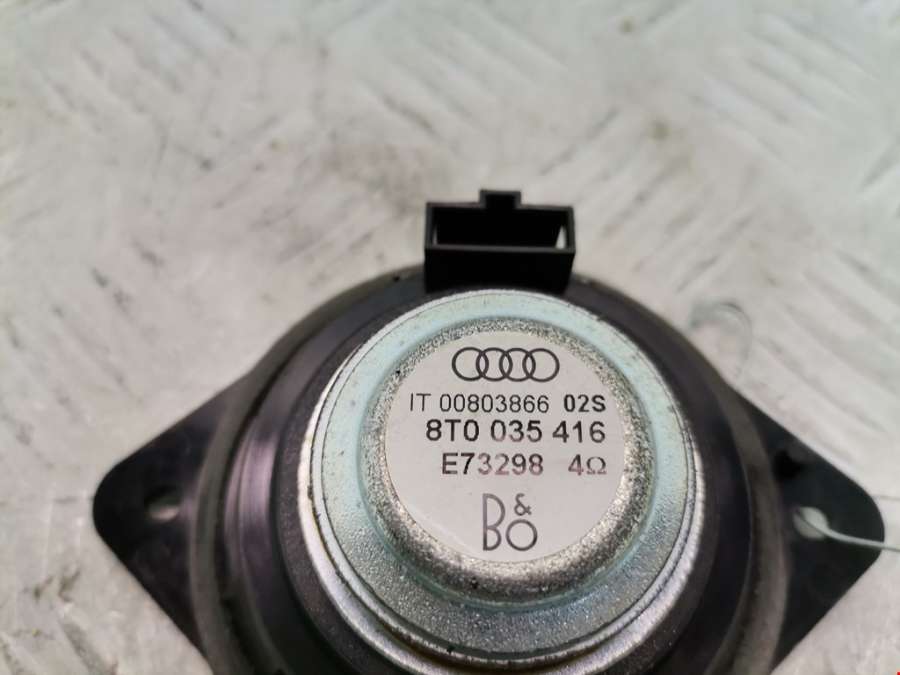 IT 00803866 02S
8T0 035 416
E73298 4Ω
B&O